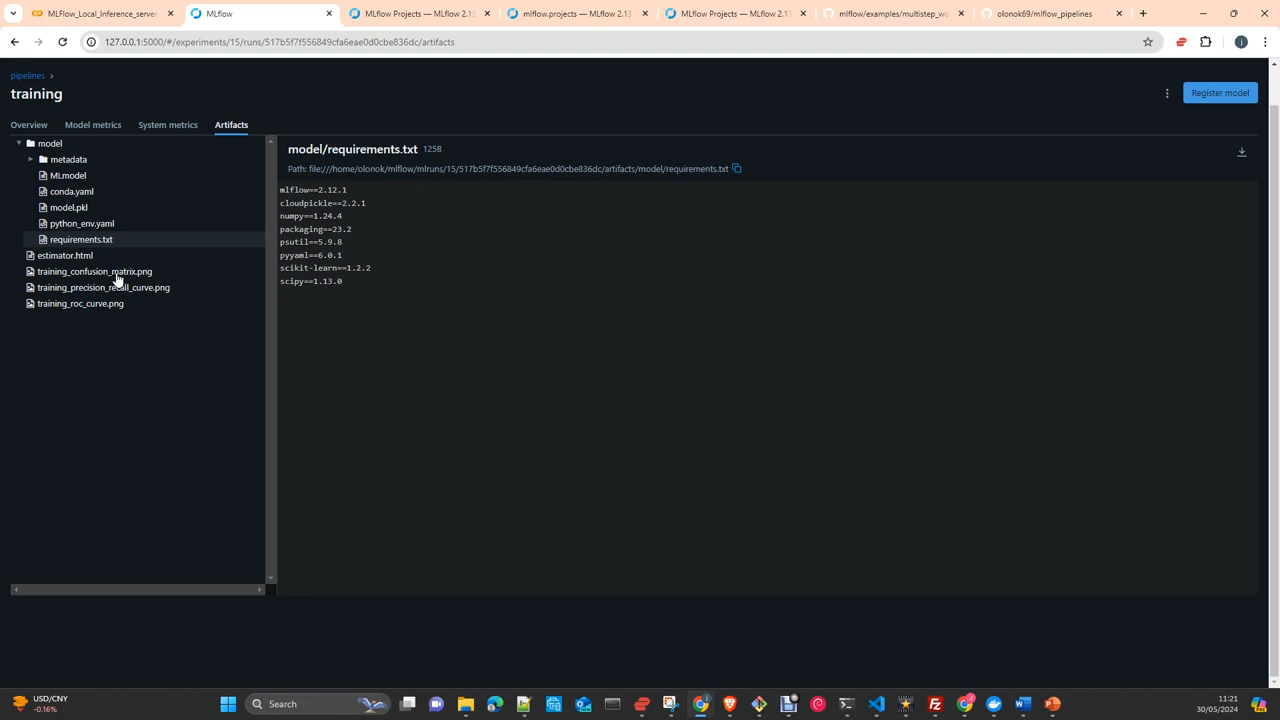 MLFlow_Local_Inference_server
MLflow
MLflow Projects — MLflow 2.13
mlflow.projects — MLflow 2.13
MLflow Projects — MLflow 2.13
mlflow/examples/multistep_wo
olonok69/mlflow_pipelines
127.0.0.1:5000/#/experiments/15/runs/517b5f7f556849cfa6eae0d0cbe836dc/artifacts
pipelines
training
Register model
Overview
Model metrics
System metrics
Artifacts
model
metadata
MLmodel
conda.yaml
model.pkl
python_env.yaml
requirements.txt
estimator.html
training_confusion_matrix.png
training_precision_recall_curve.png
training_roc_curve.png
model/requirements.txt 125B
Path: file:///home/olonok/mlflow/mlruns/15/517b5f7f556849cfa6eae0d0cbe836dc/artifacts/model/requirements.txt
mlflow==2.12.1
cloudpickle==2.2.1
numpy==1.24.4
packaging==23.2
psutil==5.9.8
pyyaml==6.0.1
scikit-learn==1.2.2
scipy==1.13.0
USD/CNY
-0.16%
Search
11:21
30/05/2024